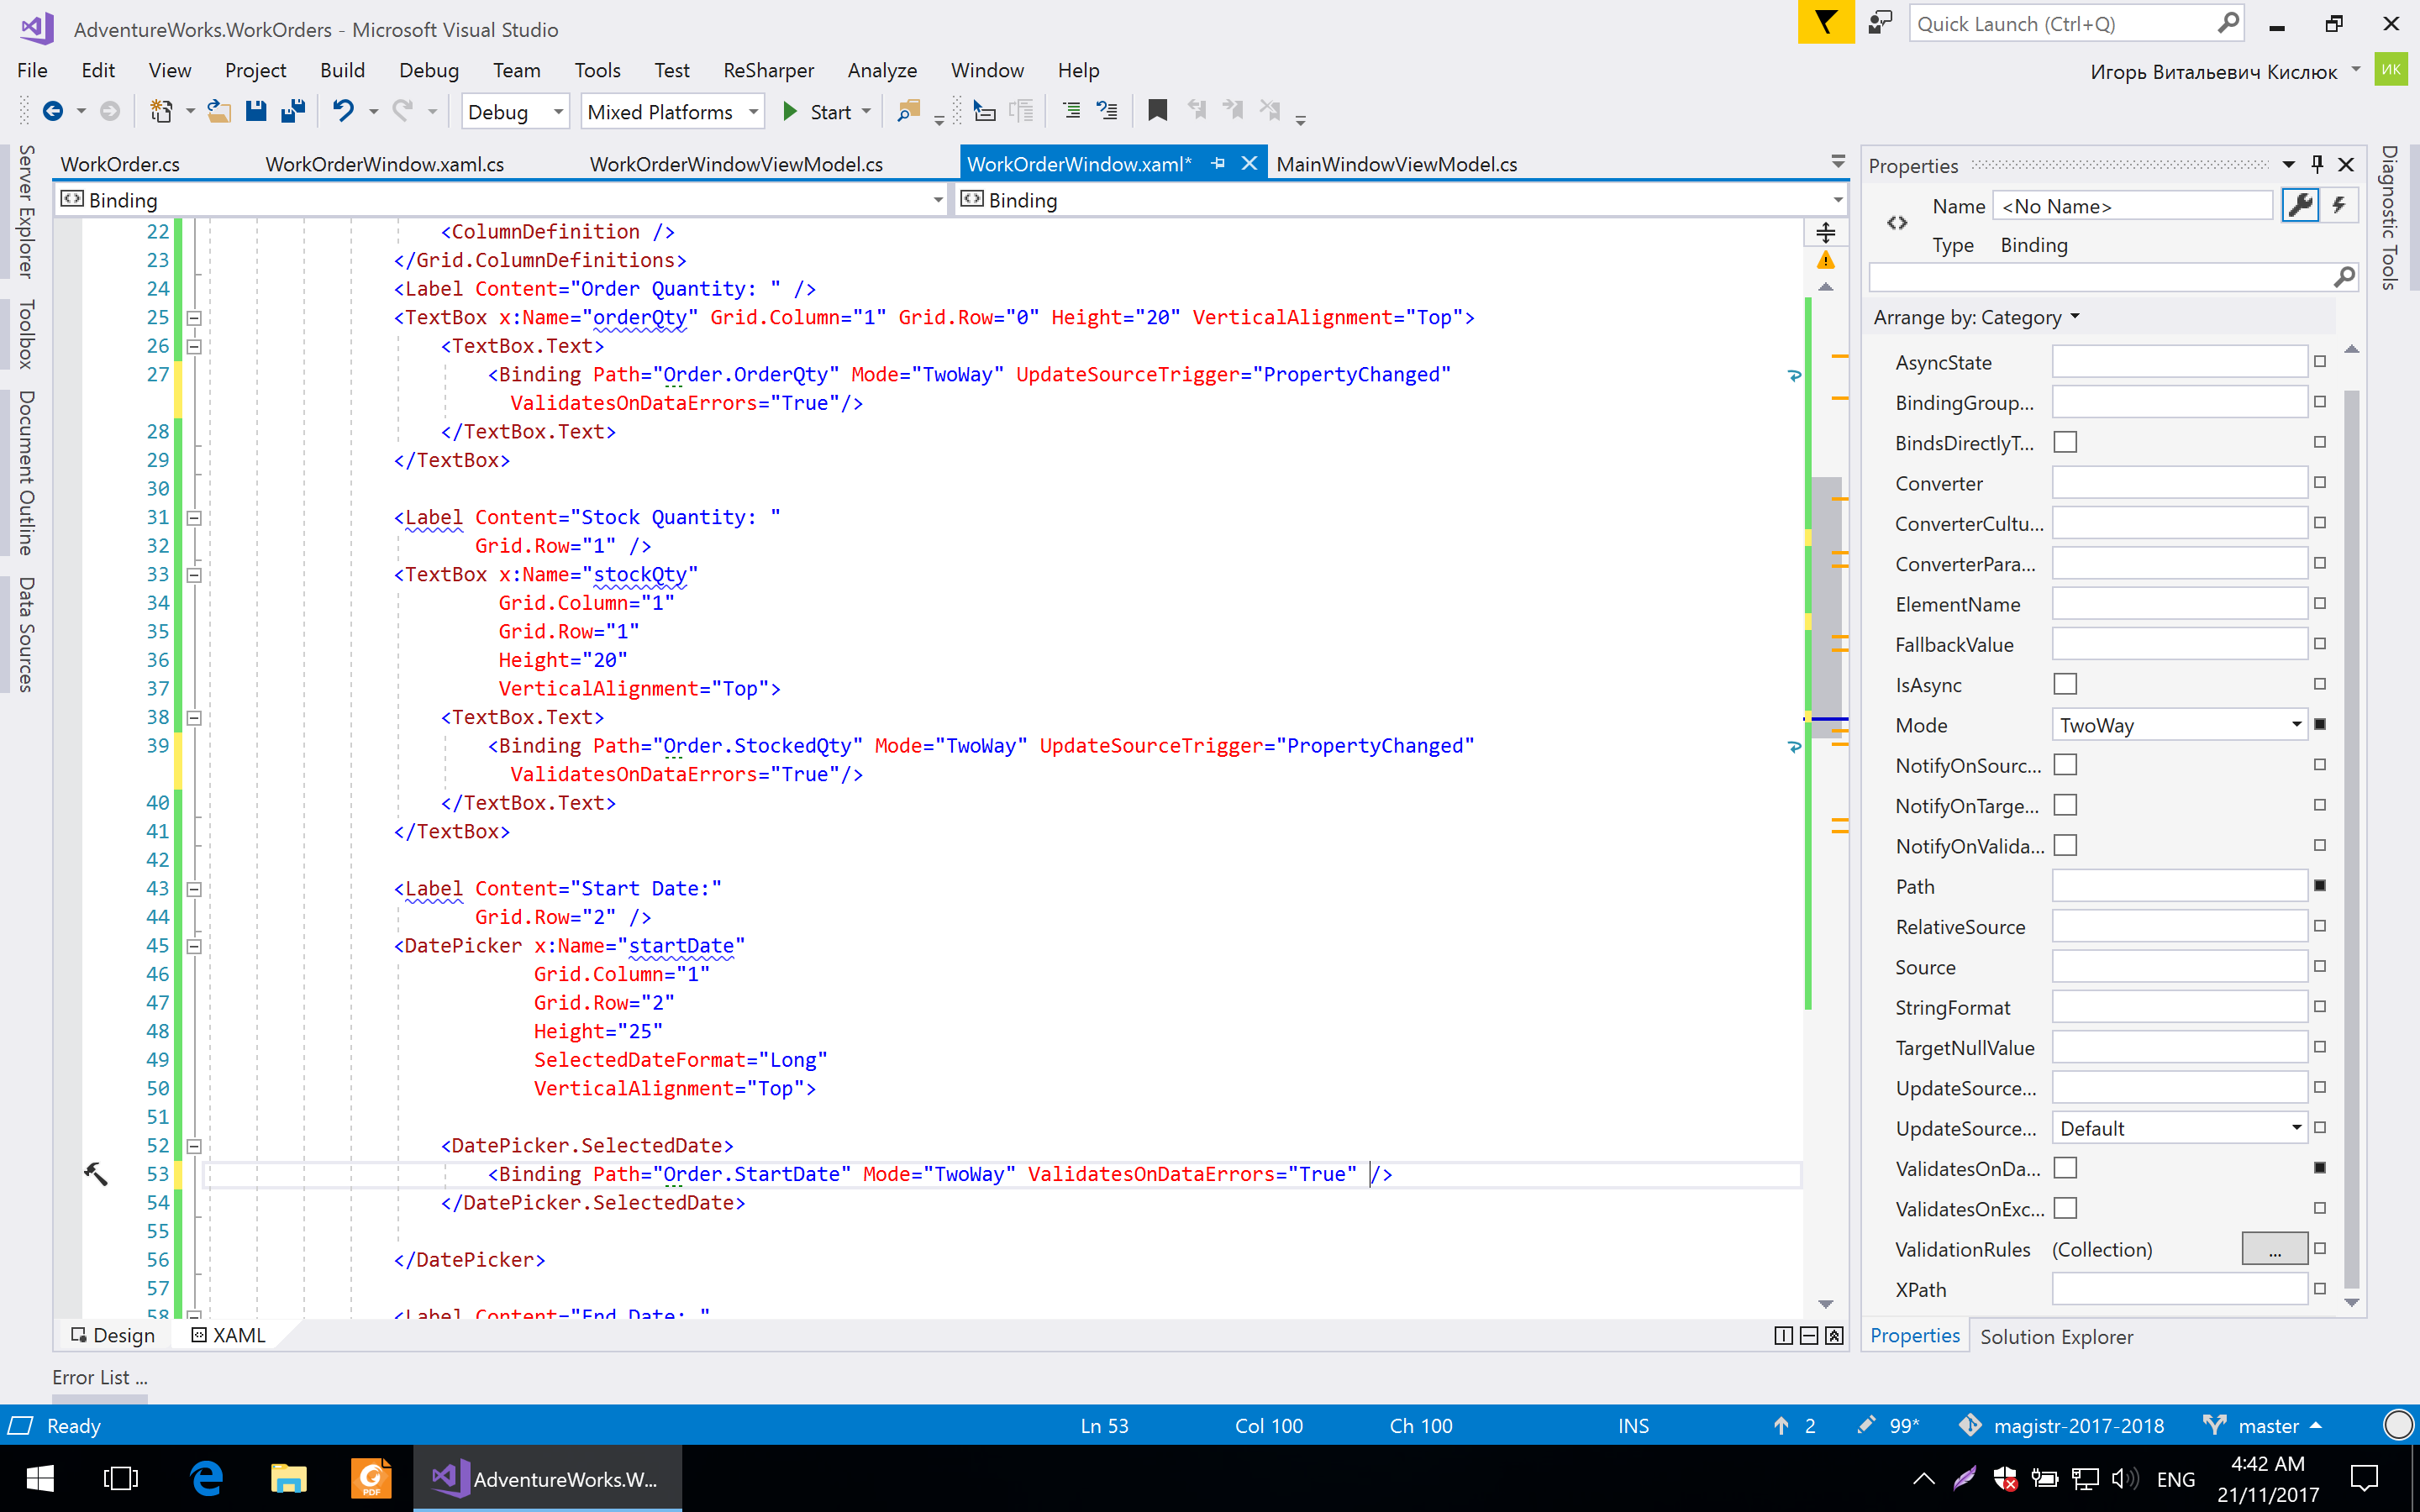 AdventureWorks.WorkOrders - Microsoft Visual Studio
Quick Launch (Ctrl+Q)
File Edit View Project Build Debug Team Tools Test ReSharper Analyze Window Help
Игорь Витальевич Кислюк
ИК
Debug Mixed Platforms Start
Server Explorer
Toolbox
Document Outline
Data Sources
WorkOrder.cs WorkOrderWindow.xaml.cs WorkOrderWindowViewModel.cs WorkOrderWindow.xaml* MainWindowViewModel.cs
Binding Binding
22 <ColumnDefinition />
23 </Grid.ColumnDefinitions>
24 <Label Content="Order Quantity: " />
25 <TextBox x:Name="orderQty" Grid.Column="1" Grid.Row="0" Height="20" VerticalAlignment="Top">
26 <TextBox.Text>
27 <Binding Path="Order.OrderQty" Mode="TwoWay" UpdateSourceTrigger="PropertyChanged"
ValidatesOnDataErrors="True"/>
28 </TextBox.Text>
29 </TextBox>
30
31 <Label Content="Stock Quantity: "
32 Grid.Row="1" />
33 <TextBox x:Name="stockQty"
34 Grid.Column="1"
35 Grid.Row="1"
36 Height="20"
37 VerticalAlignment="Top">
38 <TextBox.Text>
39 <Binding Path="Order.StockedQty" Mode="TwoWay" UpdateSourceTrigger="PropertyChanged"
ValidatesOnDataErrors="True"/>
40 </TextBox.Text>
41 </TextBox>
42
43 <Label Content="Start Date:"
44 Grid.Row="2" />
45 <DatePicker x:Name="startDate"
46 Grid.Column="1"
47 Grid.Row="2"
48 Height="25"
49 SelectedDateFormat="Long"
50 VerticalAlignment="Top">
51
52 <DatePicker.SelectedDate>
53 <Binding Path="Order.StartDate" Mode="TwoWay" ValidatesOnDataErrors="True" />
54 </DatePicker.SelectedDate>
55
56 </DatePicker>
57
58 <Label Content="End Date: "
Design XAML
Properties
Name <No Name>
Type Binding
Arrange by: Category
AsyncState
BindingGroup...
BindsDirectlyT...
Converter
ConverterCultu...
ConverterPara...
ElementName
FallbackValue
IsAsync
Mode TwoWay
NotifyOnSourc...
NotifyOnTarge...
NotifyOnValida...
Path
RelativeSource
Source
StringFormat
TargetNullValue
UpdateSource...
UpdateSource... Default
ValidatesOnDa...
ValidatesOnExc...
ValidationRules (Collection) ...
XPath
Properties Solution Explorer
Diagnostic Tools
Error List ...
Ready Ln 53 Col 100 Ch 100 INS 2 99* magistr-2017-2018 master
PDF
AdventureWorks.W...
ENG
4:42 AM
21/11/2017